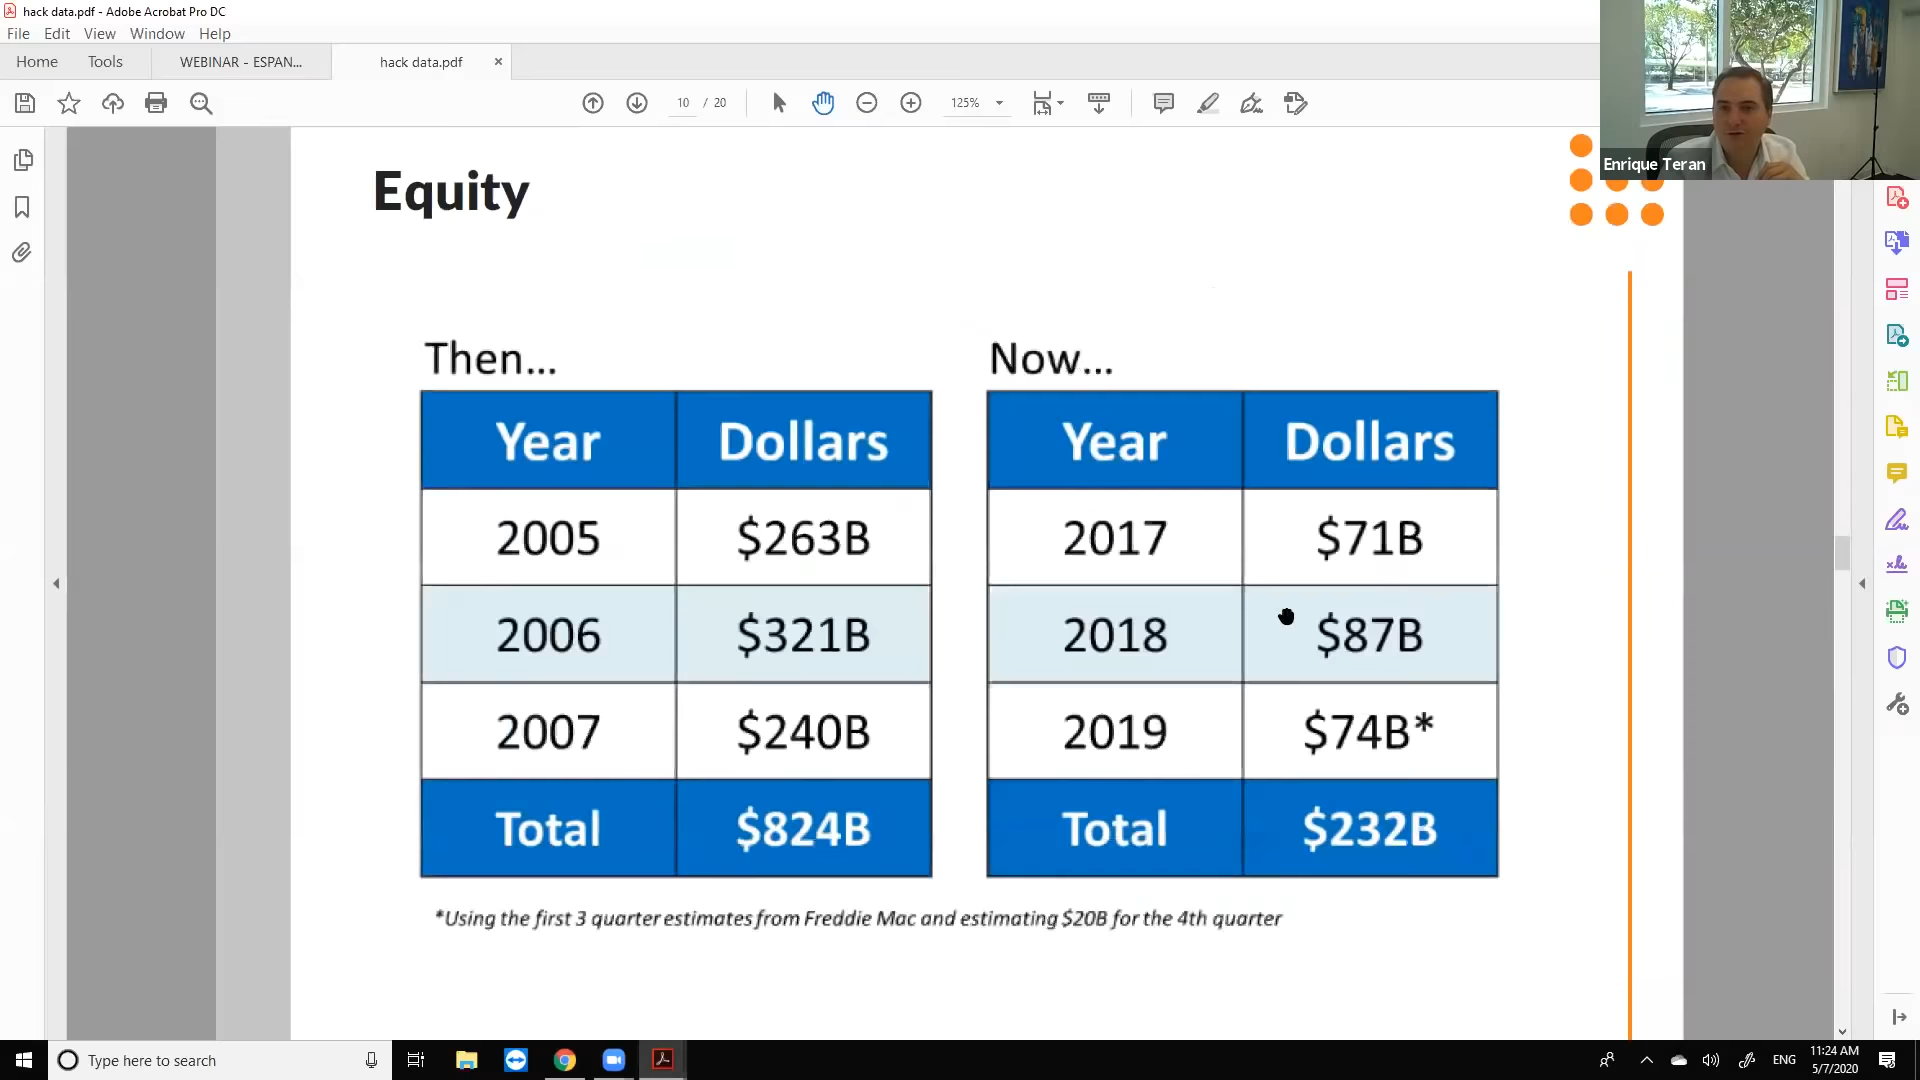 hack data.pdf - Adobe Acrobat Pro DC
File Edit View Window Help
Home Tools WEBINAR - ESPAN... hack data.pdf ×
10 / 20 125%
Enrique Teran
Equity
Then...
Year Dollars
2005 $263B
2006 $321B
2007 $240B
Total $824B
Now...
Year Dollars
2017 $71B
2018 $87B
2019 $74B*
Total $232B
*Using the first 3 quarter estimates from Freddie Mac and estimating $20B for the 4th quarter
Type here to search
ENG
11:24 AM
5/7/2020